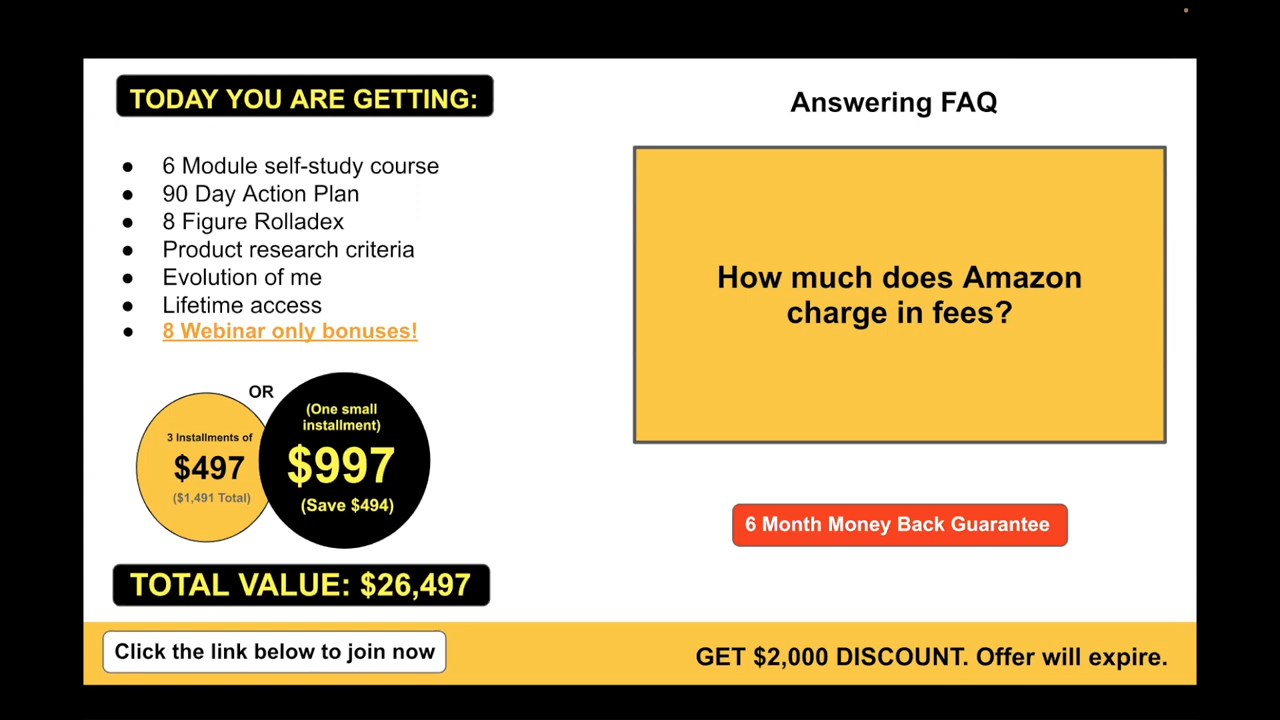 TODAY YOU ARE GETTING:
● 6 Module self-study course
● 90 Day Action Plan
● 8 Figure Rolladex
● Product research criteria
● Evolution of me
● Lifetime access
● 8 Webinar only bonuses!
3 Installments of
$497
($1,491 Total)
OR
(One small
installment)
$997
(Save $494)
TOTAL VALUE: $26,497
Answering FAQ
How much does Amazon
charge in fees?
6 Month Money Back Guarantee
Click the link below to join now
GET $2,000 DISCOUNT. Offer will expire.